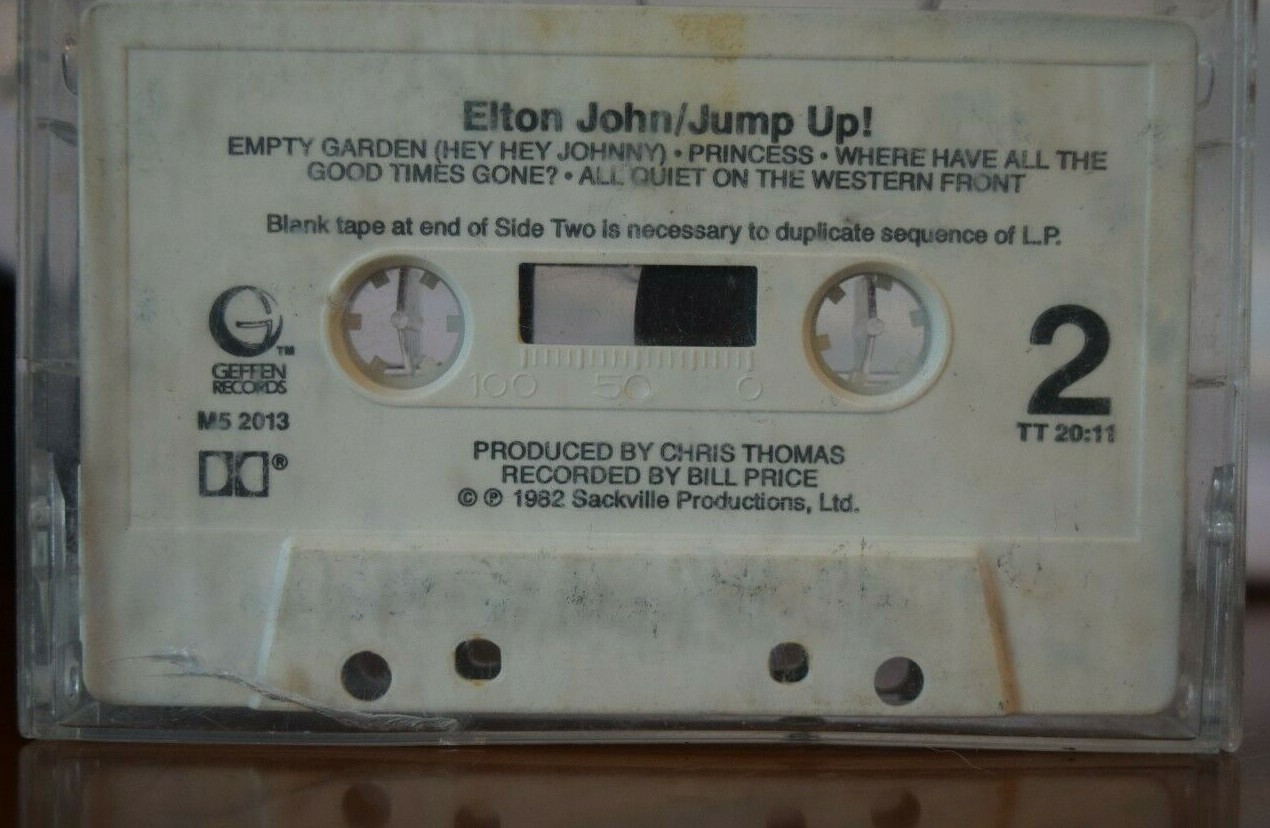 Elton John/Jump Up!
EMPTY GARDEN (HEY HEY JOHNNY) • PRINCESS • WHERE HAVE ALL THE
GOOD TIMES GONE? • ALL QUIET ON THE WESTERN FRONT
Blank tape at end of Side Two is necessary to duplicate sequence of L.P.
G TM
GEFFEN
RECORDS
M5 2013
®
100 50 0
2
TT 20:11
PRODUCED BY CHRIS THOMAS
RECORDED BY BILL PRICE
© ℗ 1982 Sackville Productions, Ltd.